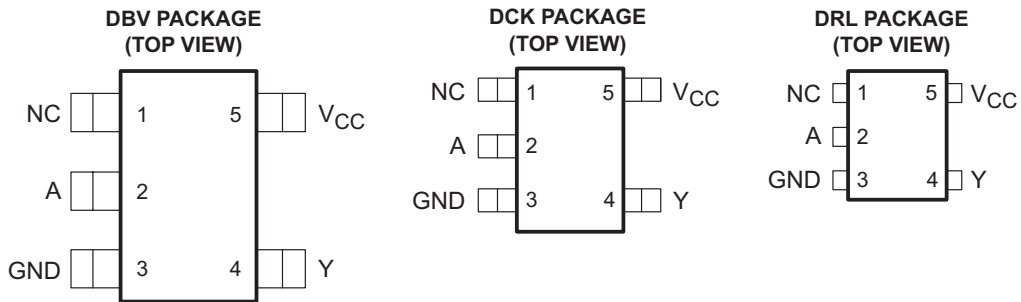 DBV PACKAGE
(TOP VIEW)
NC 1 5 VCC
A 2
GND 3 4 Y
DCK PACKAGE
(TOP VIEW)
NC 1 5 VCC
A 2
GND 3 4 Y
DRL PACKAGE
(TOP VIEW)
NC 1 5 VCC
A 2
GND 3 4 Y